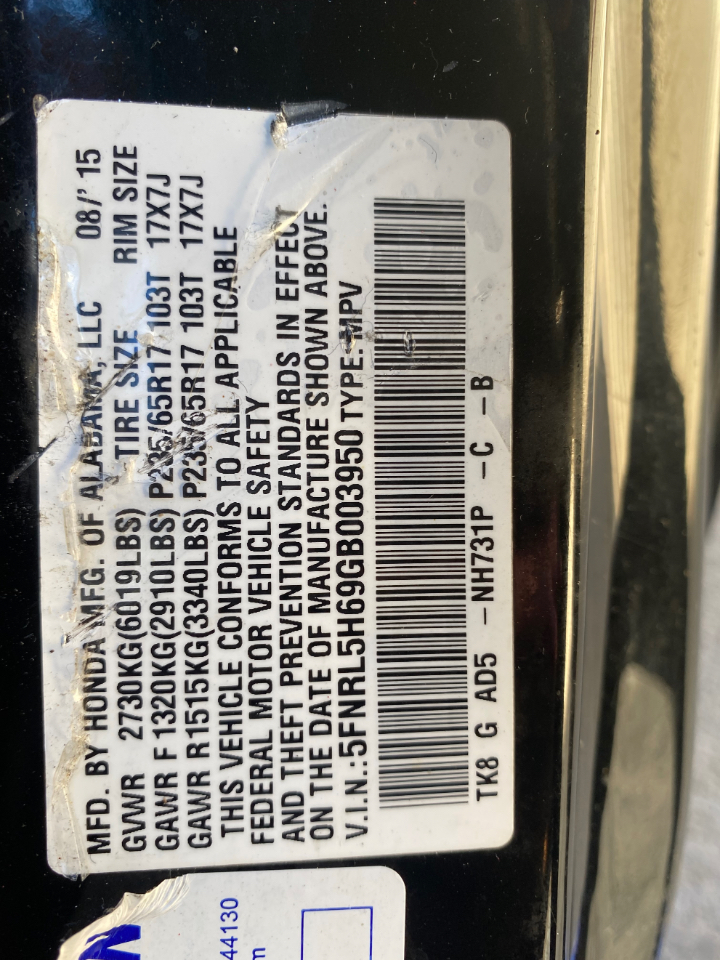 MFD. BY HONDA MFG. OF ALABAMA, LLC 08/' 15
GVWR 2730KG(6019LBS) TIRE SIZE RIM SIZE
GAWR F 1320KG(2910LBS) P235/65R17 103T 17X7J
GAWR R1515KG(3340LBS) P235/65R17 103T 17X7J
THIS VEHICLE CONFORMS TO ALL APPLICABLE
FEDERAL MOTOR VEHICLE SAFETY
AND THEFT PREVENTION STANDARDS IN EFFECT
ON THE DATE OF MANUFACTURE SHOWN ABOVE.
V.I.N.:5FNRL5H69GB003950 TYPE: MPV
TK8 G AD5 -NH731P -C -B
44130
m